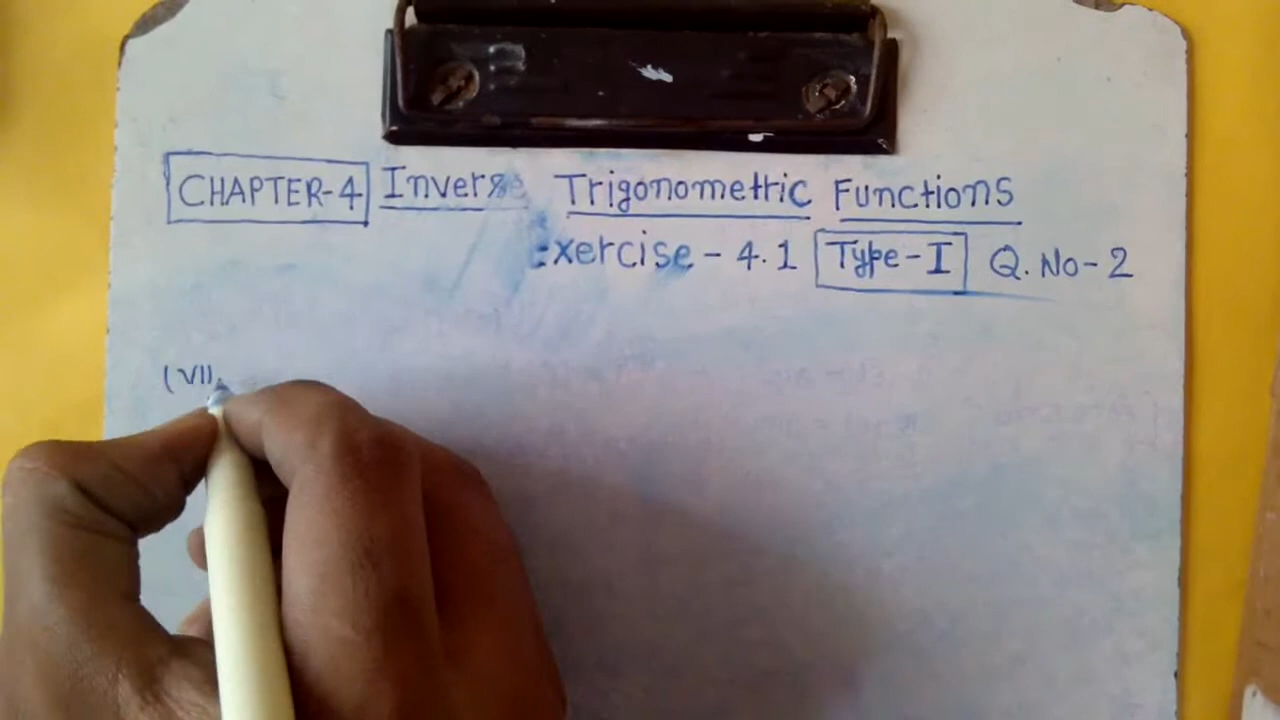 CHAPTER-4 Inverse Trigonometric Functions
Exercise - 4.1 Type-I Q. No-2
(VII)